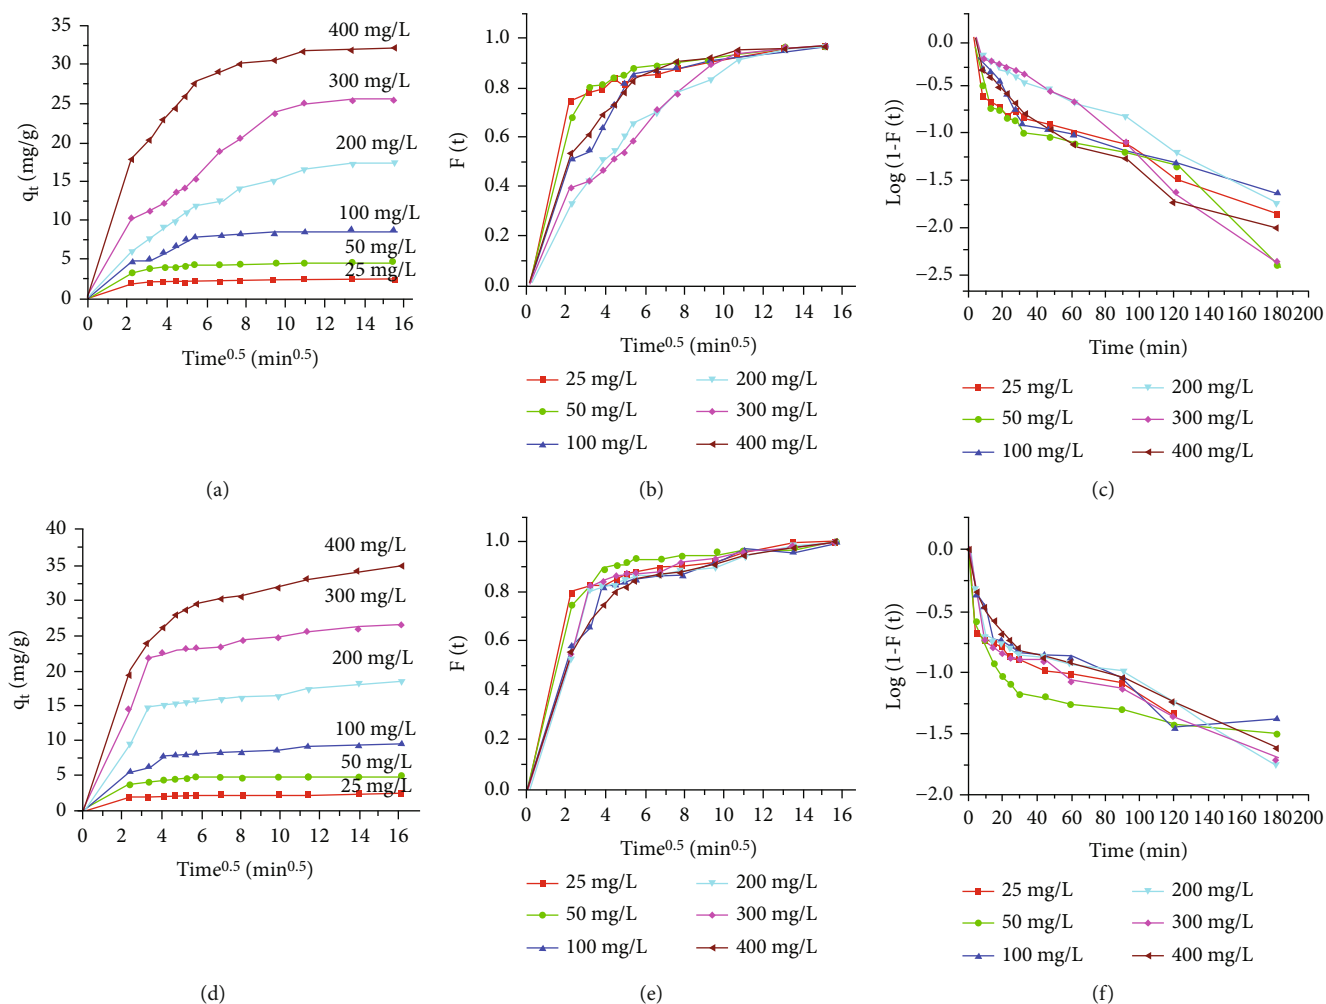 35
30
25
20
15
10
5
0
qt (mg/g)
400 mg/L
300 mg/L
200 mg/L
100 mg/L
50 mg/L
25 mg/L
0 2 4 6 8 10 12 14 16
Time0.5 (min0.5)
(a)
1.0
0.8
0.6
0.4
0.2
0.0
F (t)
0 2 4 6 8 10 12 14 16
Time0.5 (min0.5)
25 mg/L
50 mg/L
100 mg/L
200 mg/L
300 mg/L
400 mg/L
(b)
0.0
−0.5
−1.0
−1.5
−2.0
−2.5
Log (1-F (t))
0 20 40 60 80 100 120 140 160 180 200
Time (min)
25 mg/L
50 mg/L
100 mg/L
200 mg/L
300 mg/L
400 mg/L
(c)
40
35
30
25
20
15
10
5
0
qt (mg/g)
400 mg/L
300 mg/L
200 mg/L
100 mg/L
50 mg/L
25 mg/L
0 2 4 6 8 10 12 14 16
Time0.5 (min0.5)
(d)
1.0
0.8
0.6
0.4
0.2
0.0
F (t)
0 2 4 6 8 10 12 14 16
Time0.5 (min0.5)
25 mg/L
50 mg/L
100 mg/L
200 mg/L
300 mg/L
400 mg/L
(e)
0.0
−0.5
−1.0
−1.5
−2.0
Log (1-F (t))
0 20 40 60 80 100 120 140 160 180 200
Time (min)
25 mg/L
50 mg/L
100 mg/L
200 mg/L
300 mg/L
400 mg/L
(f)